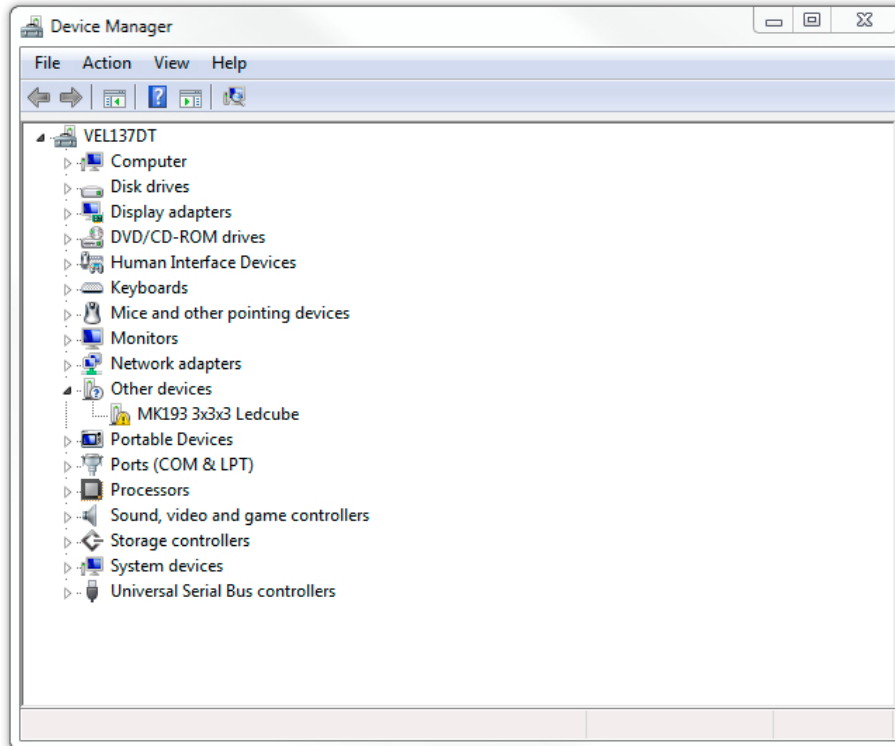 Device Manager
File Action View Help
VEL137DT
Computer
Disk drives
Display adapters
DVD/CD-ROM drives
Human Interface Devices
Keyboards
Mice and other pointing devices
Monitors
Network adapters
Other devices
MK193 3x3x3 Ledcube
Portable Devices
Ports (COM & LPT)
Processors
Sound, video and game controllers
Storage controllers
System devices
Universal Serial Bus controllers